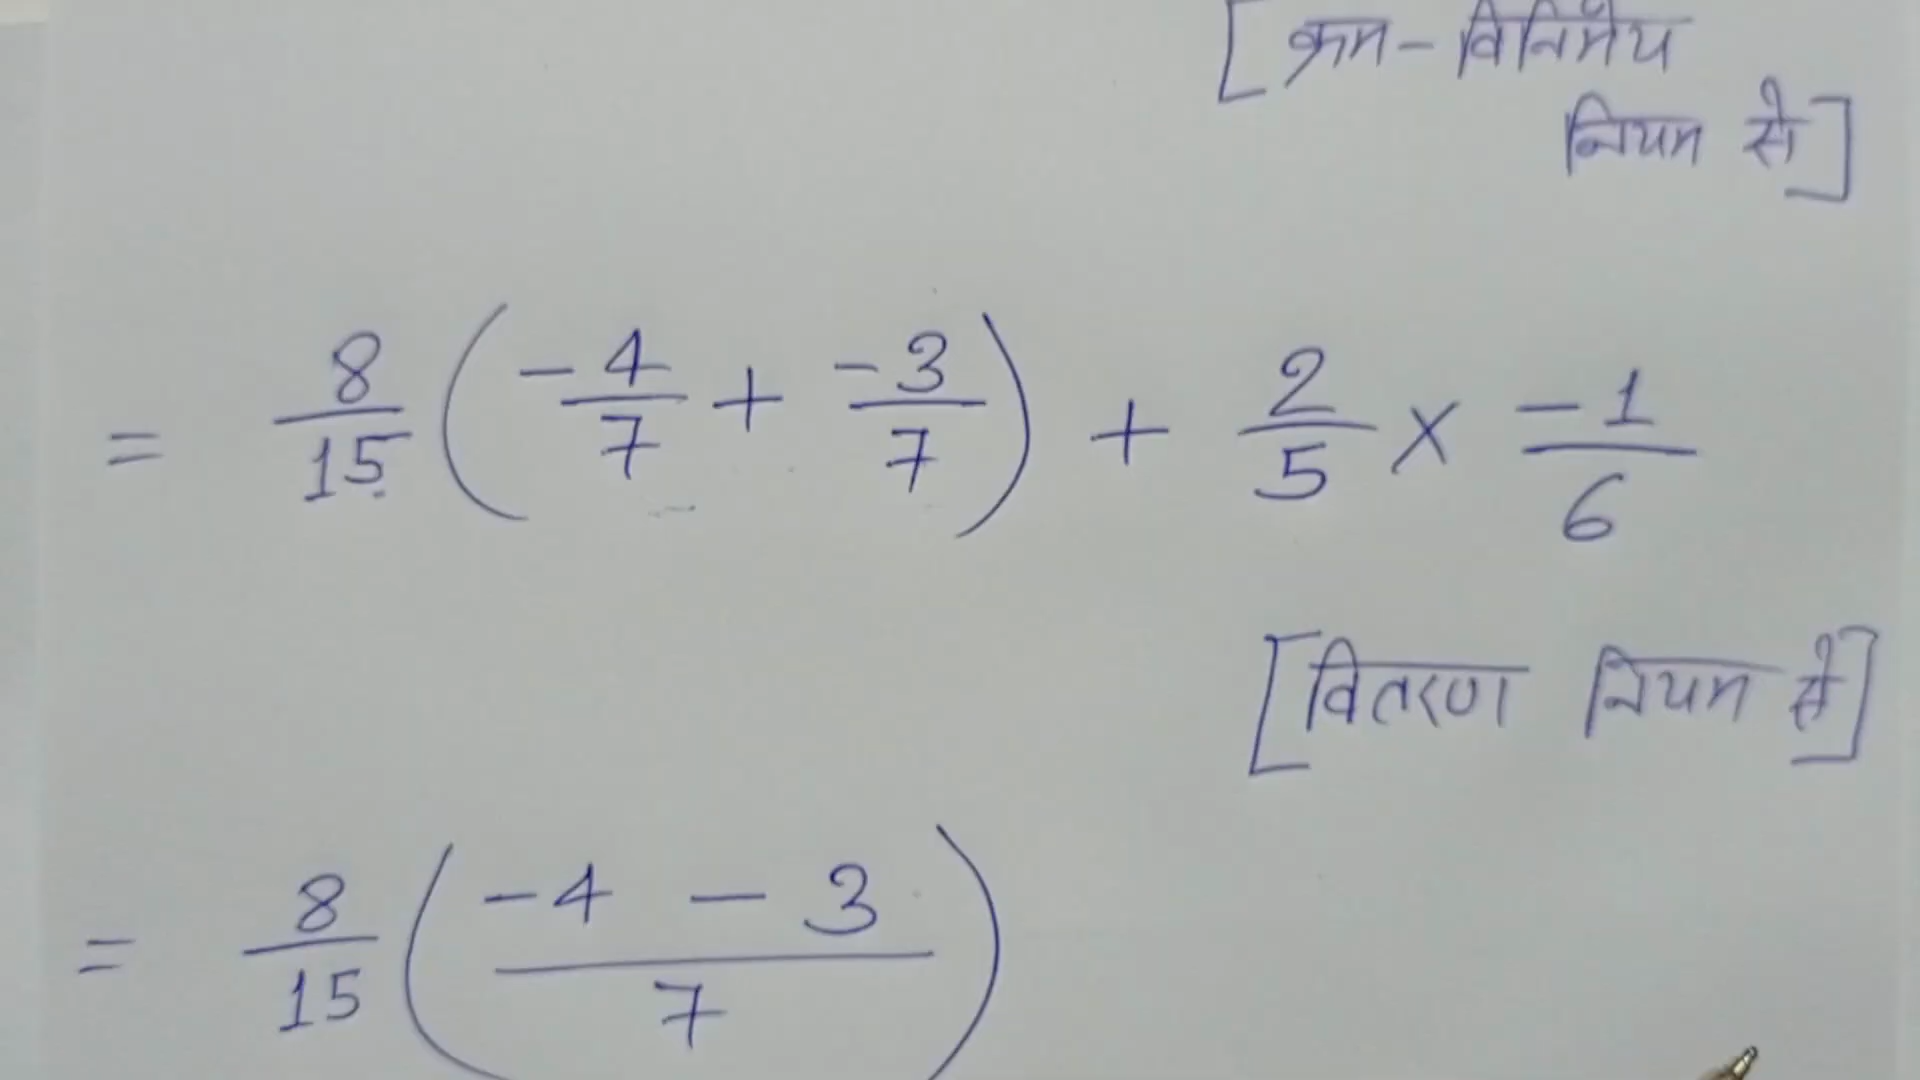 [क्रम-विनिमेय
नियम से]
= 8/15 (-4/7 + -3/7) + 2/5 × -1/6
[वितरण नियम से]
= 8/15 (-4 - 3/7)